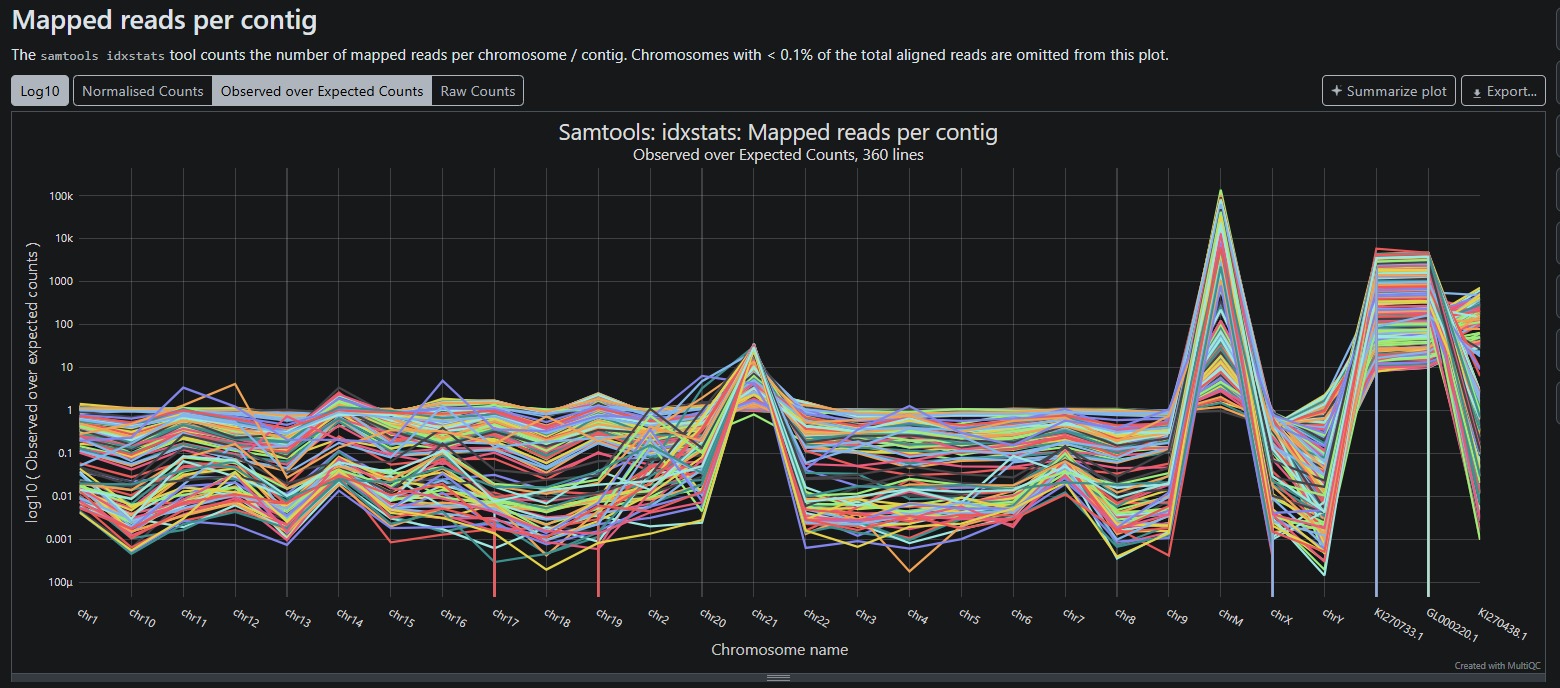 Mapped reads per contig
The samtools idxstats tool counts the number of mapped reads per chromosome / contig. Chromosomes with < 0.1% of the total aligned reads are omitted from this plot.
Log10 Normalised Counts Observed over Expected Counts Raw Counts Summarize plot Export...
Samtools: idxstats: Mapped reads per contig
Observed over Expected Counts, 360 lines
log10 ( Observed over expected counts )
100k
10k
1000
100
10
1
0.1
0.01
0.001
100μ
chr1 chr10 chr11 chr12 chr13 chr14 chr15 chr16 chr17 chr18 chr19 chr2 chr20 chr21 chr22 chr3 chr4 chr5 chr6 chr7 chr8 chr9 chrM chrX chrY KI270733.1 GL000220.1 KI270438.1
Chromosome name
Created with MultiQC